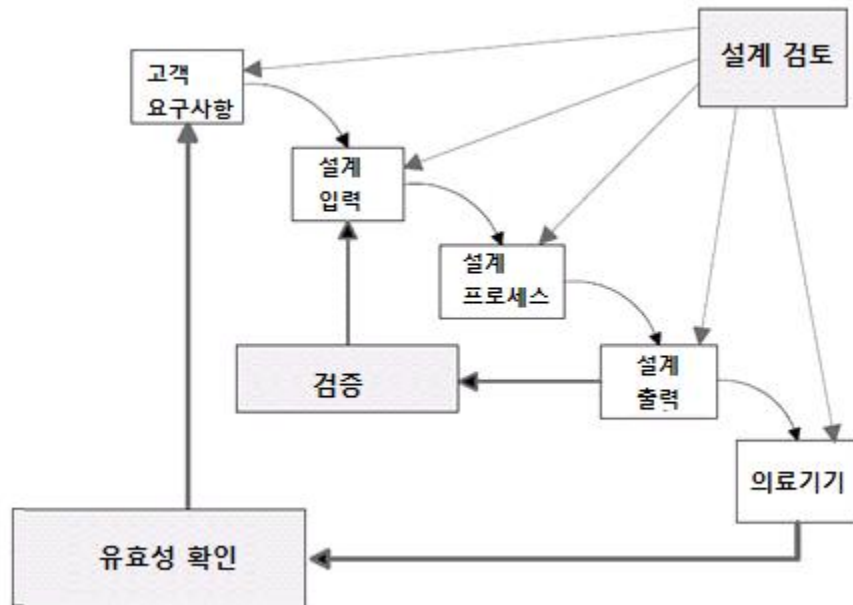 설계 검토
고객
요구사항
설계
입력
설계
프로세스
설계
출력
검증
의료기기
유효성 확인